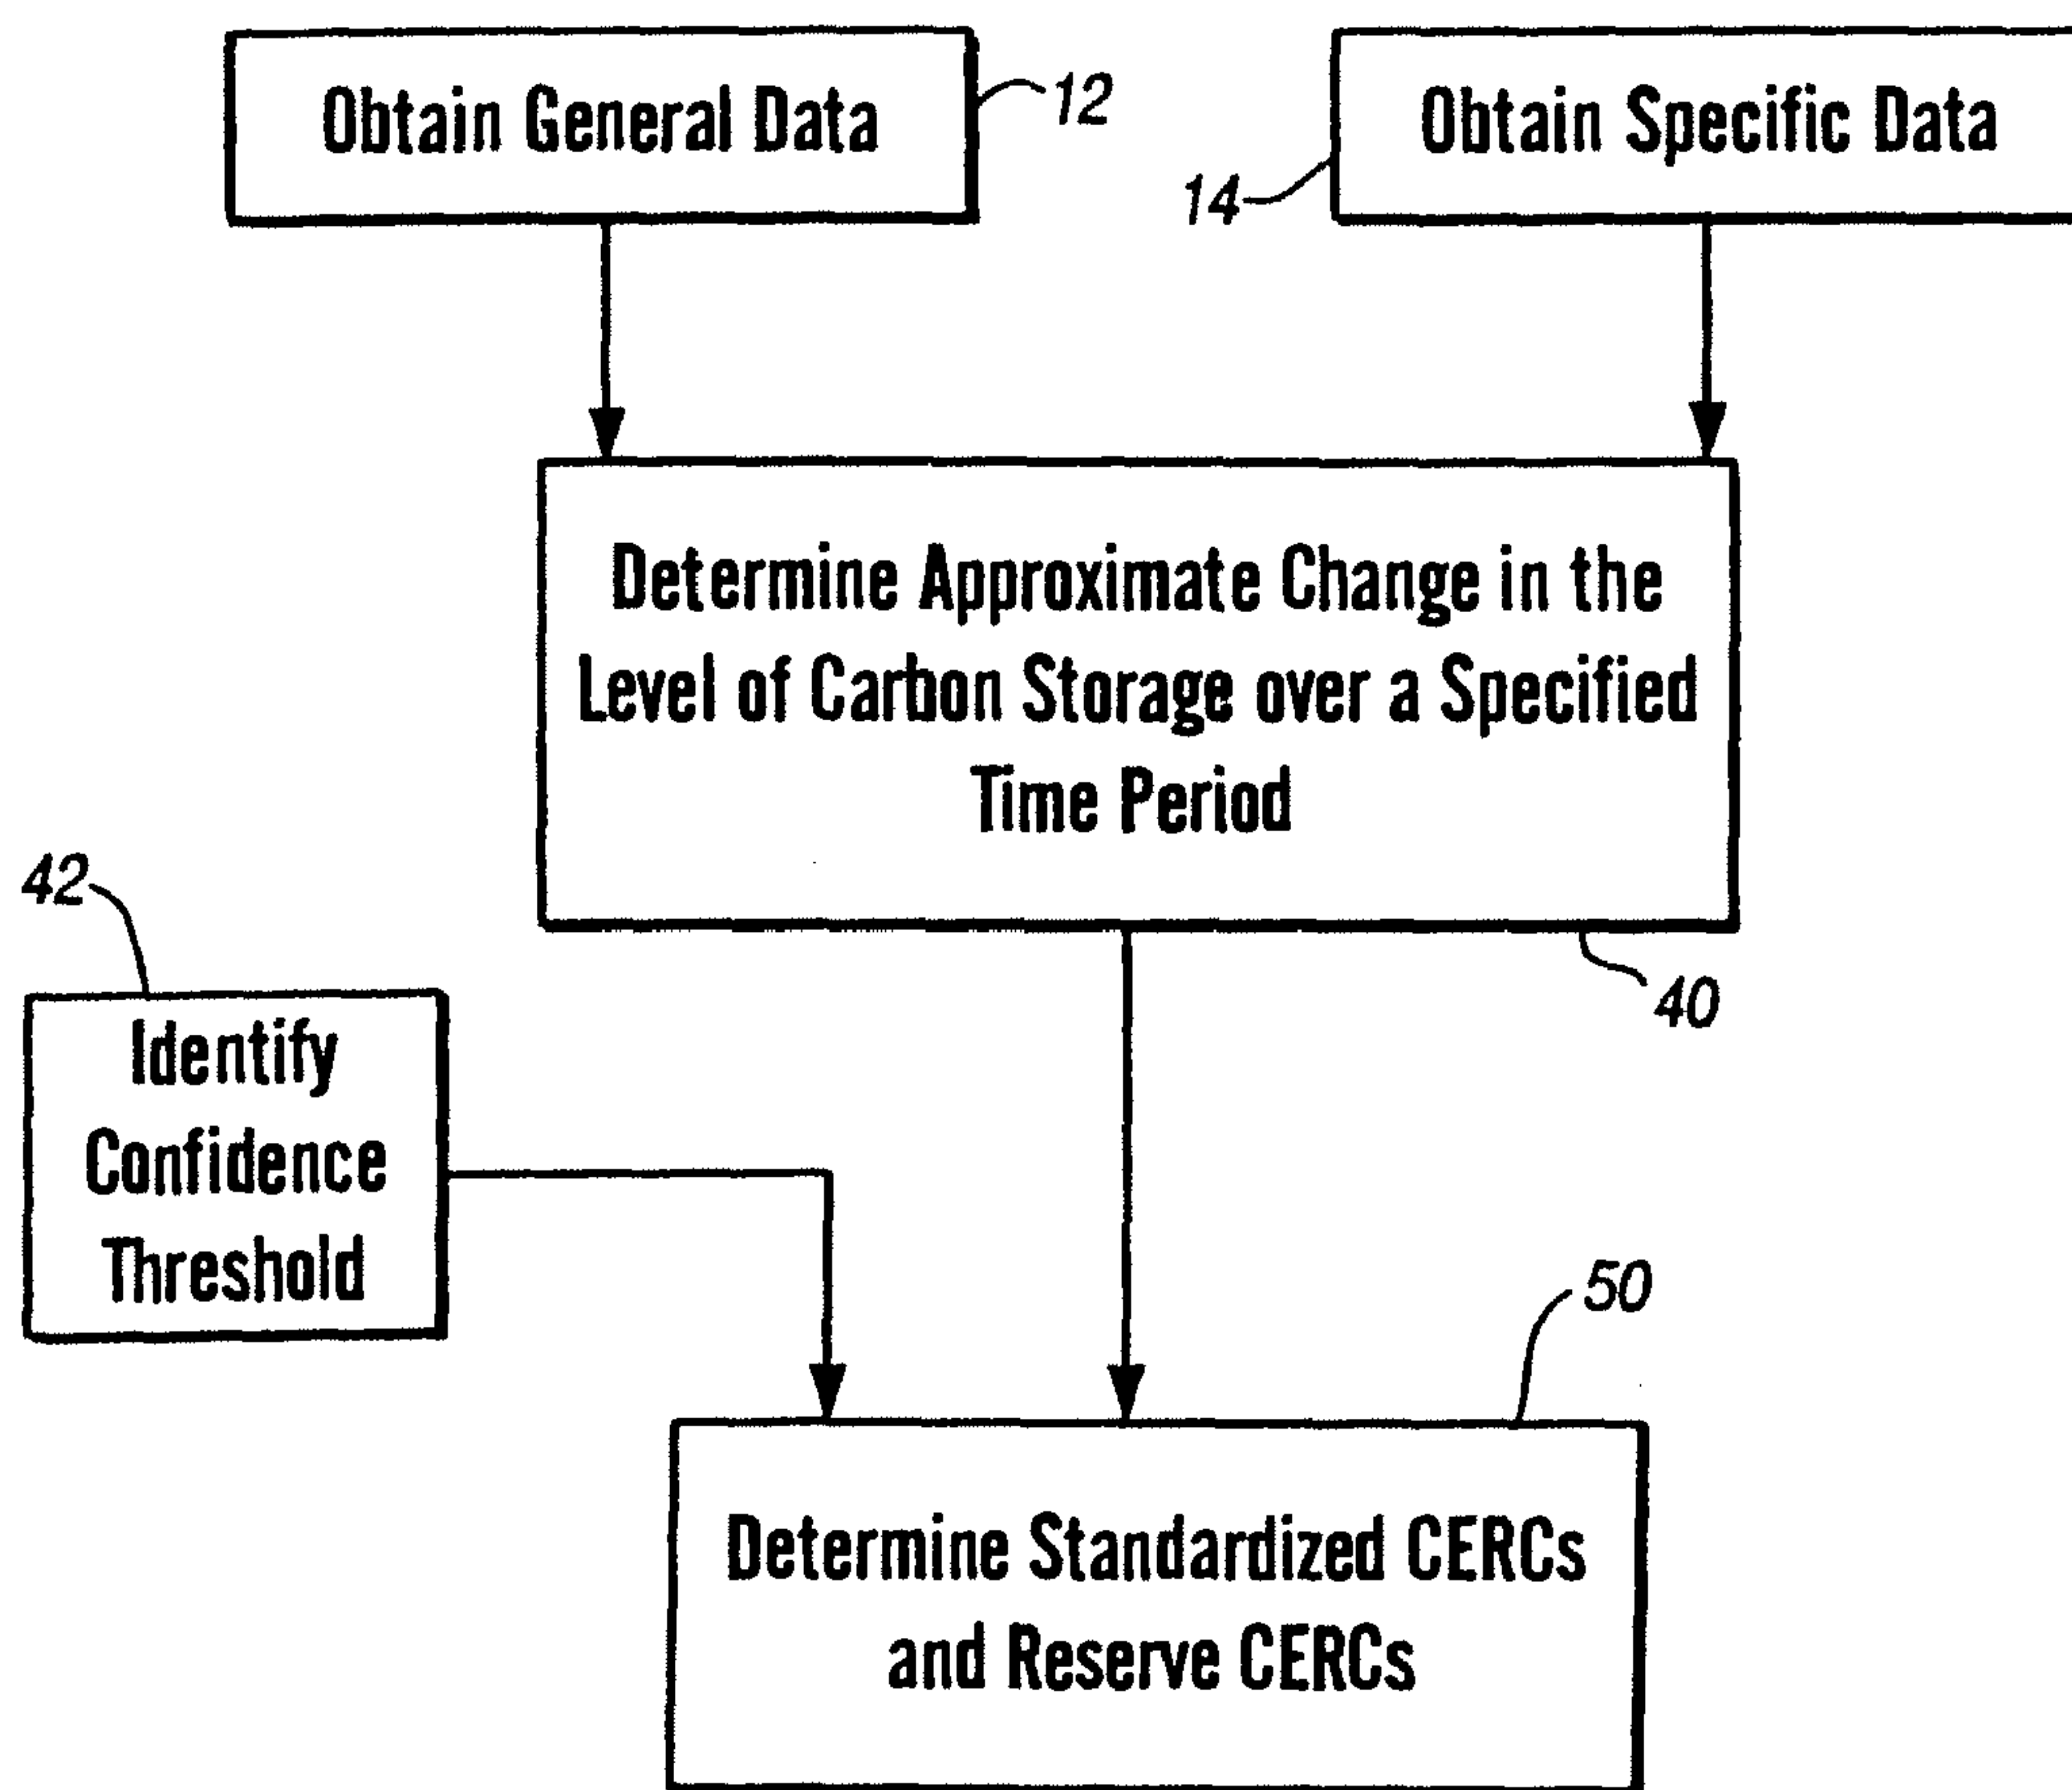 Obtain General Data
12
Obtain Specific Data
14
Determine Approximate Change in the
Level of Carbon Storage over a Specified
Time Period
40
42
Identify
Confidence
Threshold
50
Determine Standardized CERCs
and Reserve CERCs